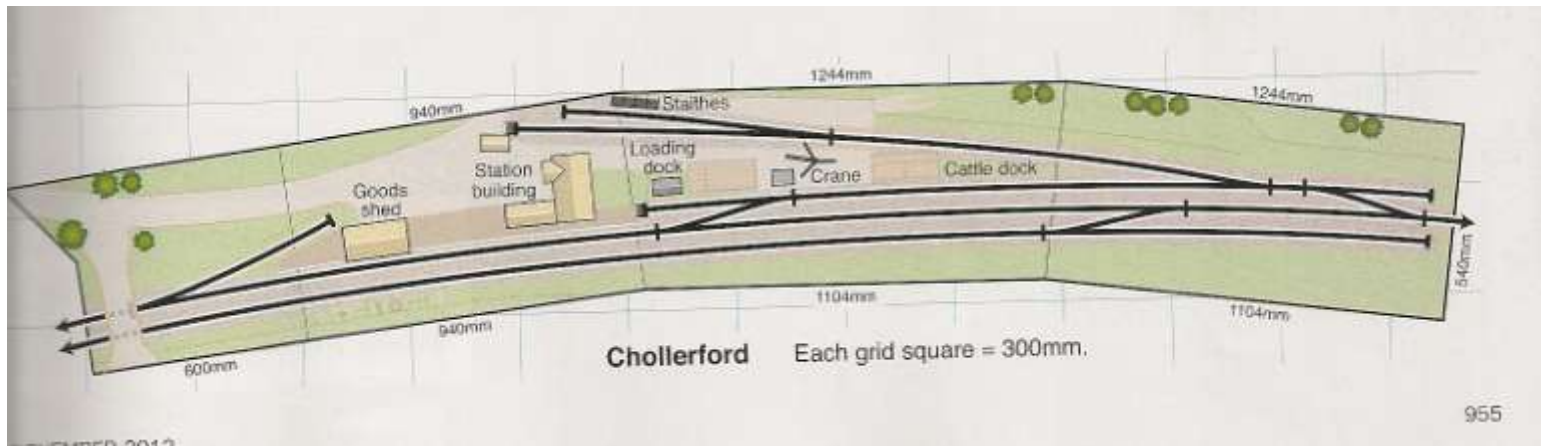 1244mm
1244mm
940mm
Staithes
Loading
dock
Station
building
Crane
Cattle dock
Goods
shed
540mm
1104mm
1104mm
940mm
600mm
Chollerford Each grid square = 300mm.
955